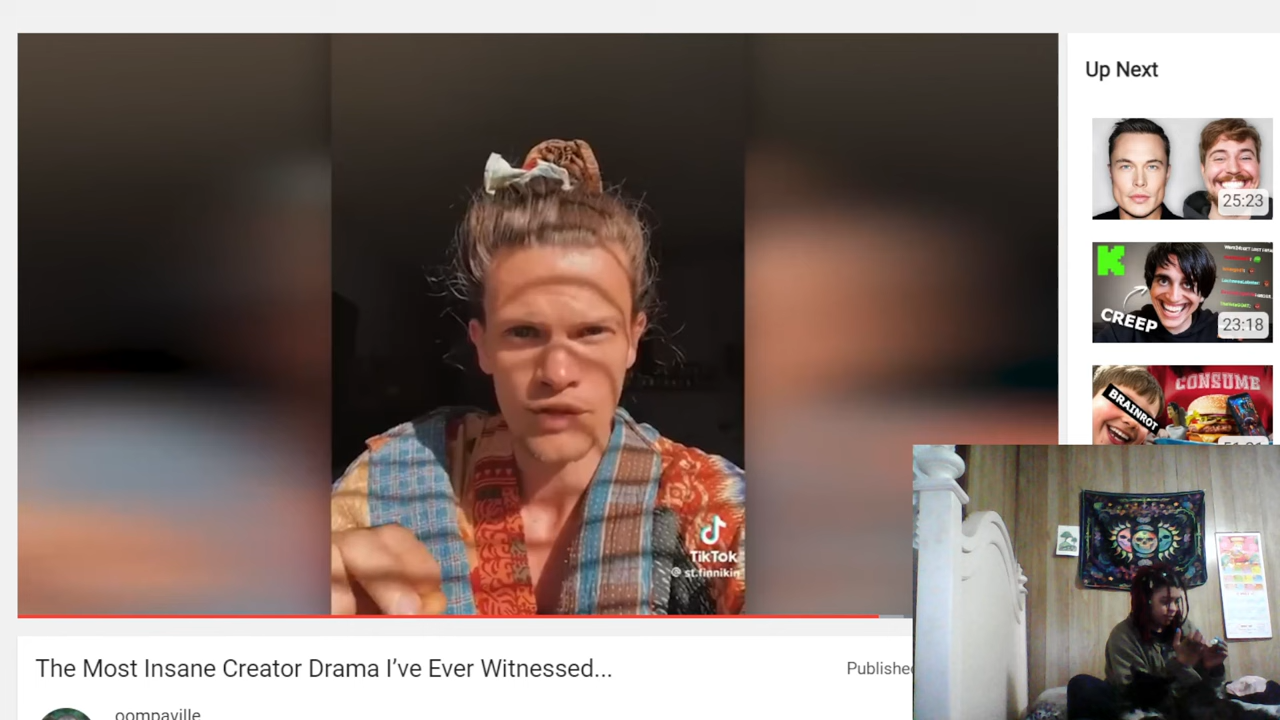 Up Next
25:23
K
CREEP
23:18
CONSUME
BRAINROT
TikTok
@ st.finnikin
The Most Insane Creator Drama I’ve Ever Witnessed...
Published
oompaville